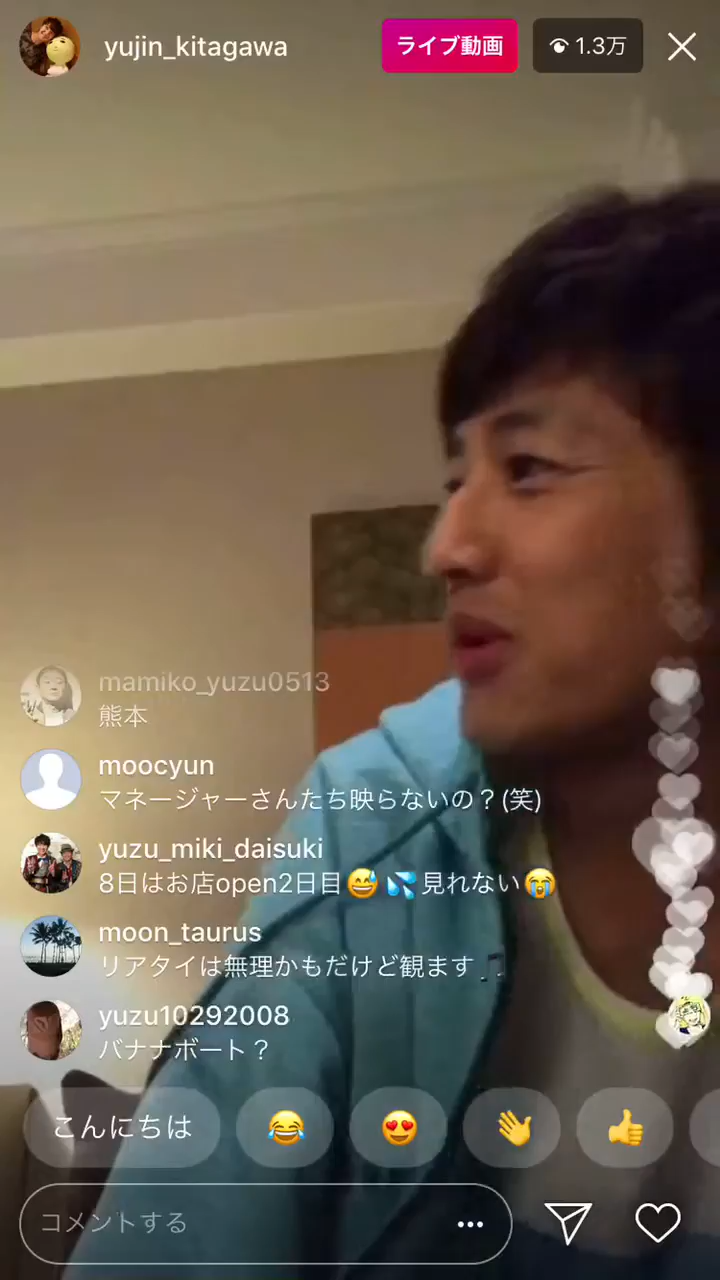 yujin_kitagawa
ライブ動画
1.3万
mamiko_yuzu0513
熊本
moocyun
マネージャーさんたち映らないの？(笑)
yuzu_miki_daisuki
8日はお店open2日目😅💦見れない😭
moon_taurus
リアタイは無理かもだけど観ます🎵
yuzu10292008
バナナボート？
こんにちは 😂 😍 👋 👍
コメントする